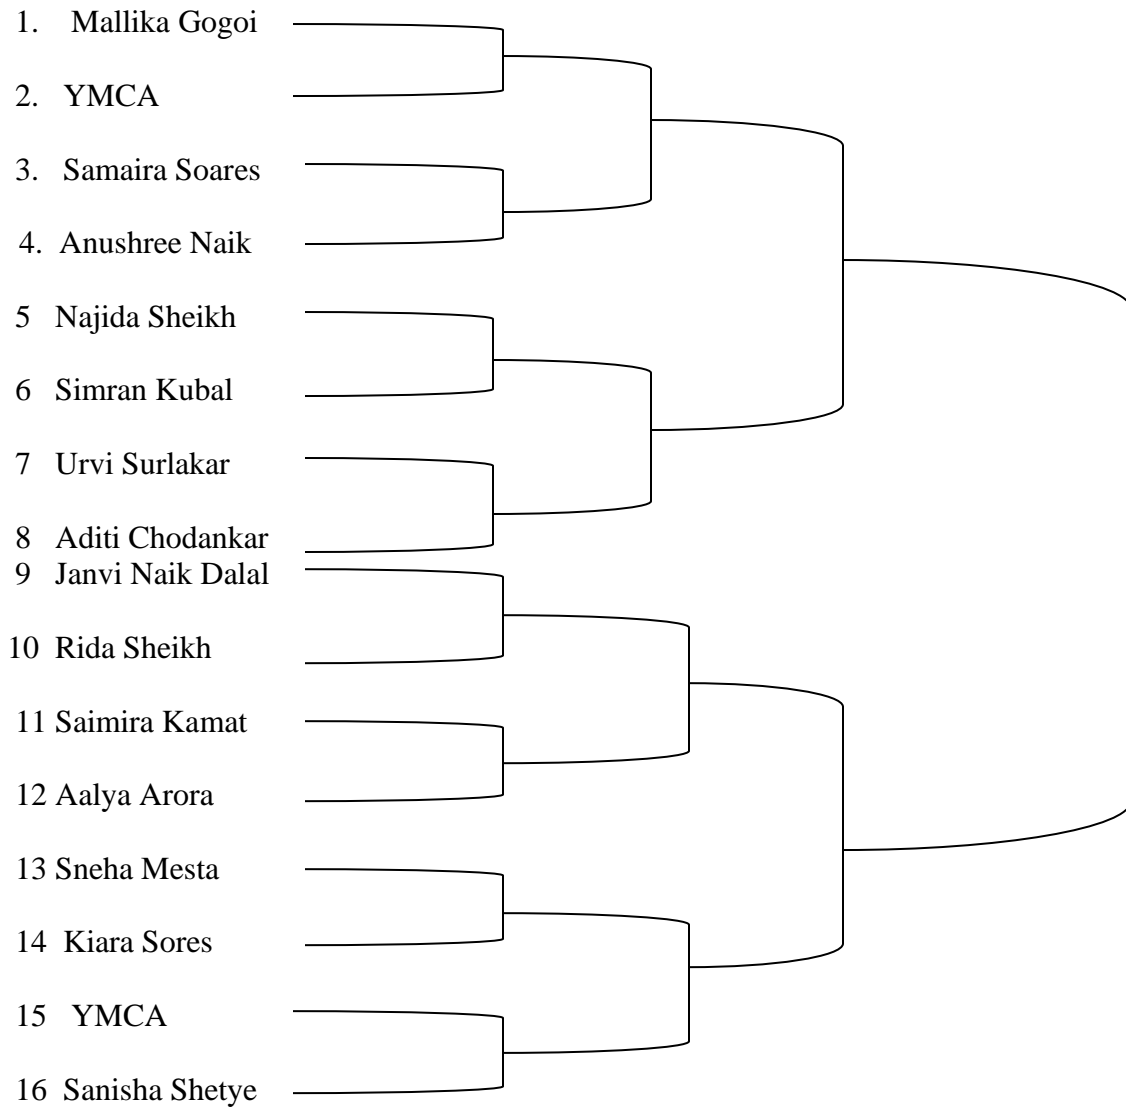 1. Mallika Gogoi
2. YMCA
3. Samaira Soares
4. Anushree Naik
5 Najida Sheikh
6 Simran Kubal
7 Urvi Surlakar
8 Aditi Chodankar
9 Janvi Naik Dalal
10 Rida Sheikh
11 Saimira Kamat
12 Aalya Arora
13 Sneha Mesta
14 Kiara Sores
15 YMCA
16 Sanisha Shetye